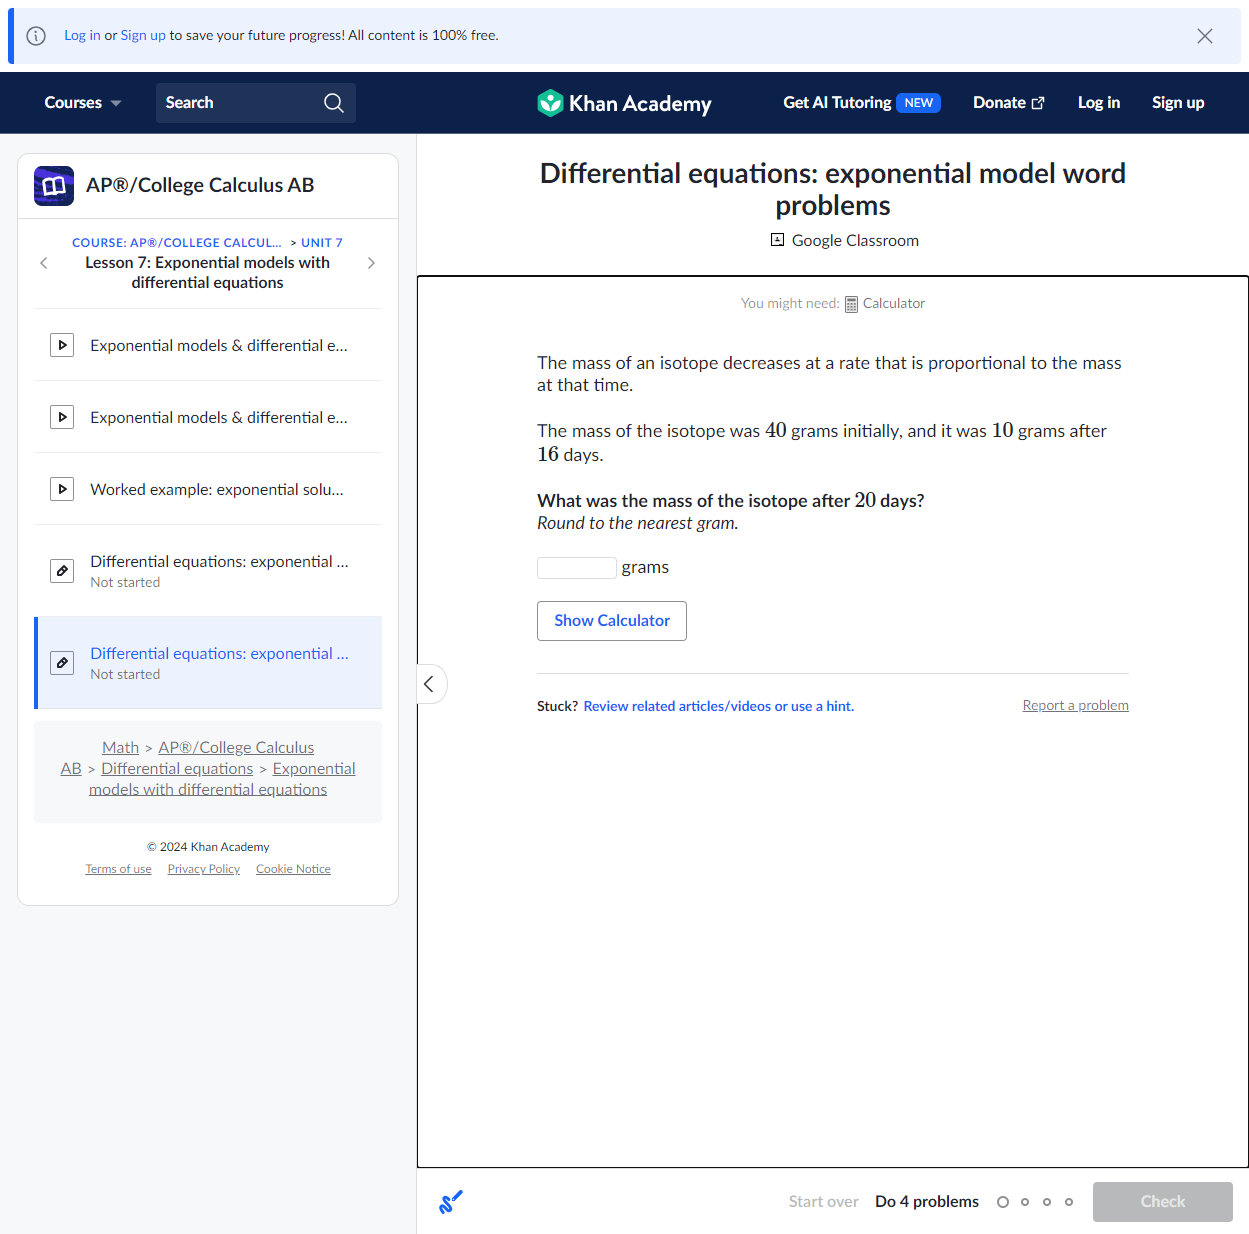 Log in or Sign up to save your future progress! All content is 100% free.
Courses
Search
Khan Academy
Get AI Tutoring NEW
Donate
Log in
Sign up
AP®/College Calculus AB
COURSE: AP®/COLLEGE CALCUL... > UNIT 7
Lesson 7: Exponential models with
differential equations
Exponential models & differential e...
Exponential models & differential e...
Worked example: exponential solu...
Differential equations: exponential ...
Not started
Differential equations: exponential ...
Not started
Math > AP®/College Calculus
AB > Differential equations > Exponential
models with differential equations
© 2024 Khan Academy
Terms of use Privacy Policy Cookie Notice
Differential equations: exponential model word
problems
Google Classroom
You might need: Calculator
The mass of an isotope decreases at a rate that is proportional to the mass
at that time.
The mass of the isotope was 40 grams initially, and it was 10 grams after
16 days.
What was the mass of the isotope after 20 days?
Round to the nearest gram.
grams
Show Calculator
Stuck? Review related articles/videos or use a hint.
Report a problem
Start over
Do 4 problems
Check